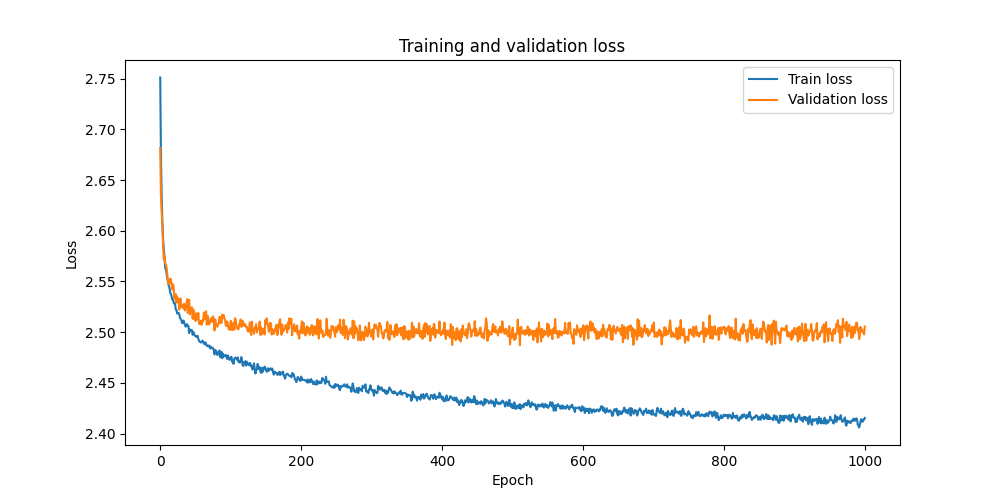 Training and validation loss
Train loss
Validation loss
2.75
2.70
2.65
2.60
2.55
2.50
2.45
2.40
Loss
0 200 400 600 800 1000
Epoch